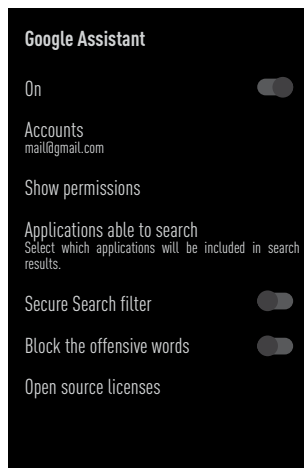 Google Assistant
On
Accounts
mail@gmail.com
Show permissions
Applications able to search
Select which applications will be included in search
results.
Secure Search filter
Block the offensive words
Open source licenses